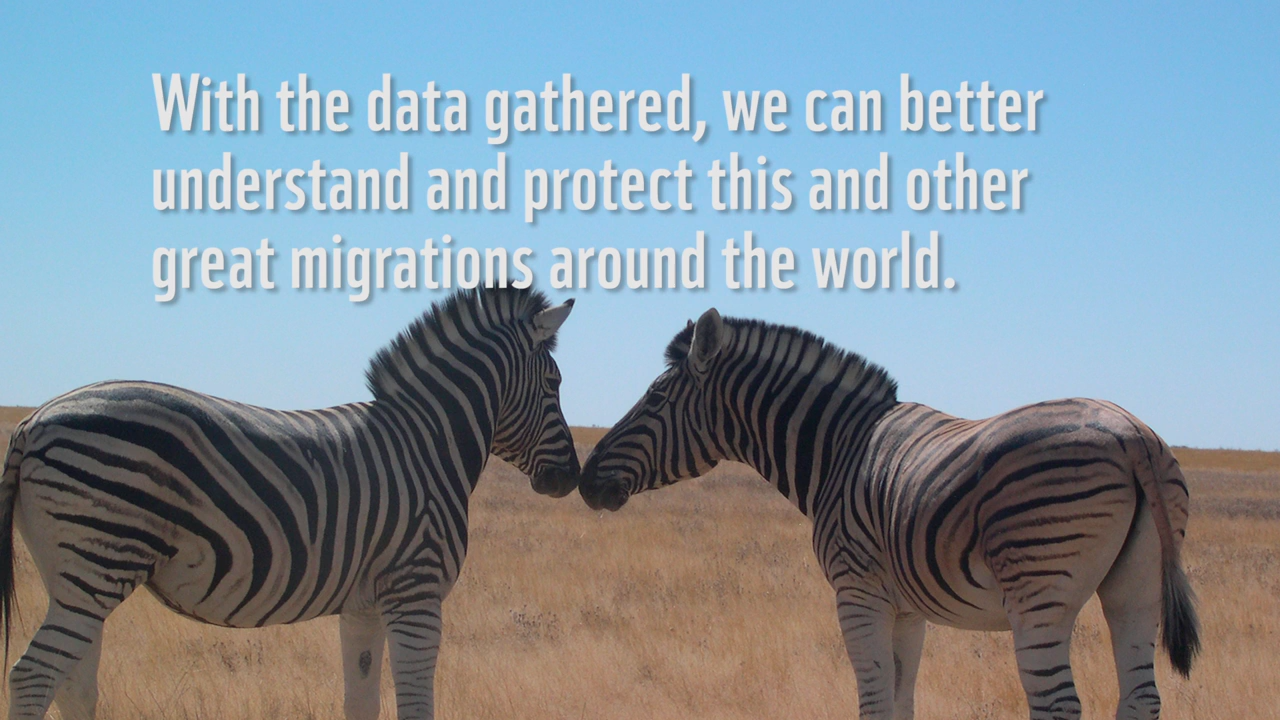 With the data gathered, we can better
understand and protect this and other
great migrations around the world.